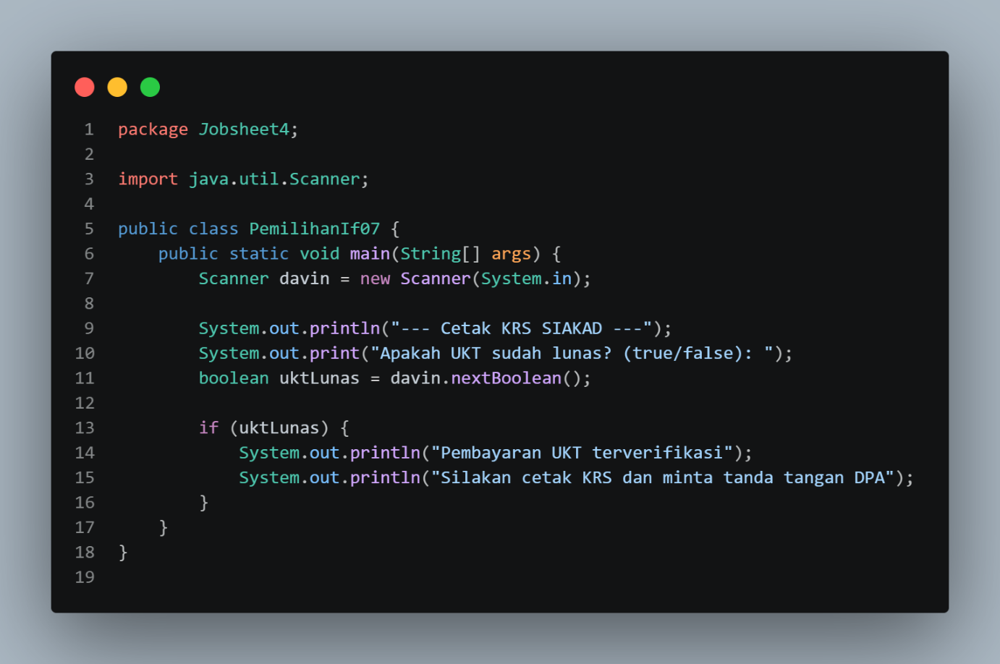 1 package Jobsheet4;
2
3 import java.util.Scanner;
4
5 public class PemilihanIf07 {
6     public static void main(String[] args) {
7         Scanner davin = new Scanner(System.in);
8
9         System.out.println("--- Cetak KRS SIAKAD ---");
10         System.out.print("Apakah UKT sudah lunas? (true/false): ");
11         boolean uktLunas = davin.nextBoolean();
12
13         if (uktLunas) {
14             System.out.println("Pembayaran UKT terverifikasi");
15             System.out.println("Silakan cetak KRS dan minta tanda tangan DPA");
16         }
17     }
18 }
19